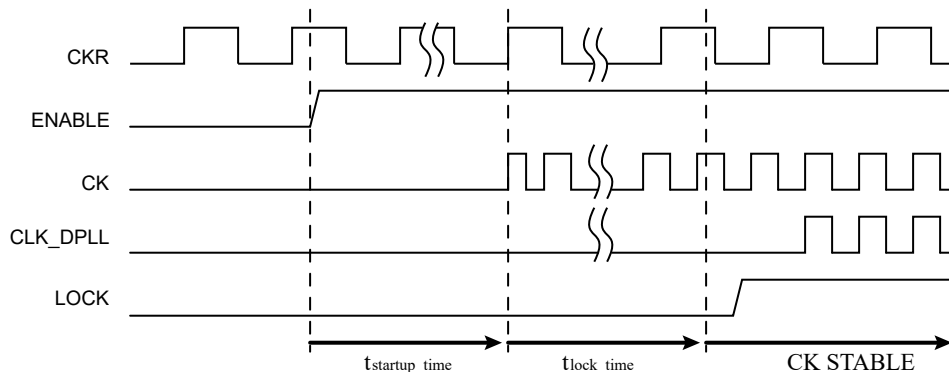 CKR
ENABLE
CK
CLK_DPLL
LOCK
tstartup_time
tlock_time
CK STABLE